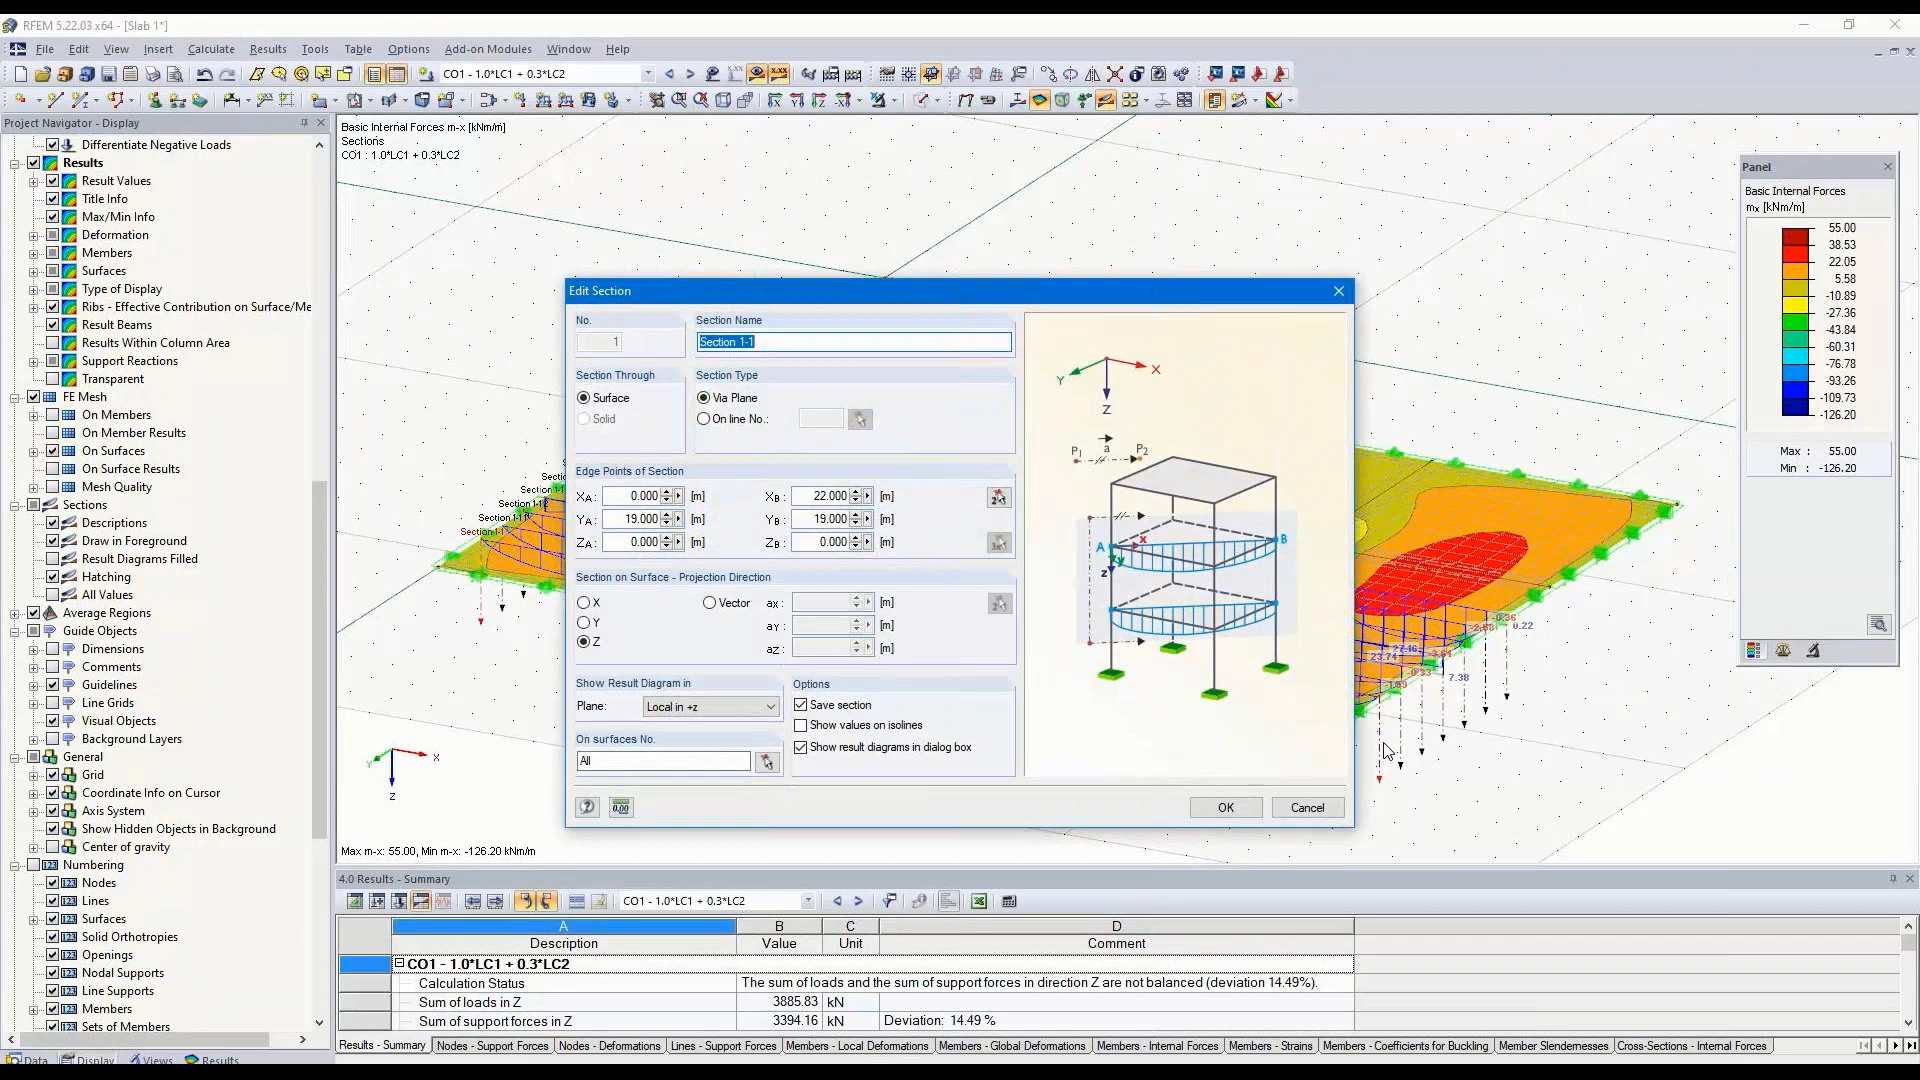 RFEM 5.22.03 x64 - [Slab 1*]
File Edit View Insert Calculate Results Tools Table Options Add-on Modules Window Help
CO1 - 1.0*LC1 + 0.3*LC2
Project Navigator - Display
Differentiate Negative Loads
Results
Result Values
Title Info
Max/Min Info
Deformation
Members
Surfaces
Type of Display
Ribs - Effective Contribution on Surface/Me
Result Beams
Results Within Column Area
Support Reactions
Transparent
FE Mesh
On Members
On Member Results
On Surfaces
On Surface Results
Mesh Quality
Sections
Descriptions
Draw in Foreground
Result Diagrams Filled
Hatching
All Values
Average Regions
Guide Objects
Dimensions
Comments
Guidelines
Line Grids
Visual Objects
Background Layers
General
Grid
Coordinate Info on Cursor
Axis System
Show Hidden Objects in Background
Center of gravity
Numbering
Nodes
Lines
Surfaces
Solid Orthotropies
Openings
Nodal Supports
Line Supports
Members
Sets of Members
Data Display Views Results
Basic Internal Forces m-x [kNm/m]
Sections
CO1 : 1.0*LC1 + 0.3*LC2
X
Y
Z
Max m-x: 55.00, Min m-x: -126.20 kNm/m
Edit Section
No.
1
Section Name
Section 1-1
Section Through
Surface
Solid
Section Type
Via Plane
On line No.:
Edge Points of Section
XA: 0.000 [m] XB: 22.000 [m]
YA: 19.000 [m] YB: 19.000 [m]
ZA: 0.000 [m] ZB: 0.000 [m]
Section on Surface - Projection Direction
X Vector ax: [m]
Y aY: [m]
Z az: [m]
Show Result Diagram in
Plane: Local in +z
On surfaces No.
All
Options
Save section
Show values on isolines
Show result diagrams in dialog box
OK Cancel
Y X
Z
P1 a P2
A x B
z y
27.16
23.74
7.38
0.22
Panel
Basic Internal Forces
mx [kNm/m]
55.00
38.53
22.05
5.58
-10.89
-27.36
-43.84
-60.31
-76.78
-93.26
-109.73
-126.20
Max : 55.00
Min : -126.20
4.0 Results - Summary
CO1 - 1.0*LC1 + 0.3*LC2
A B C D
Description Value Unit Comment
CO1 - 1.0*LC1 + 0.3*LC2
Calculation Status The sum of loads and the sum of support forces in direction Z are not balanced (deviation 14.49%).
Sum of loads in Z 3885.83 kN
Sum of support forces in Z 3394.16 kN Deviation: 14.49 %
Results - Summary Nodes - Support Forces Nodes - Deformations Lines - Support Forces Members - Local Deformations Members - Global Deformations Members - Internal Forces Members - Strains Members - Coefficients for Buckling Member Slendernesses Cross-Sections - Internal Forces